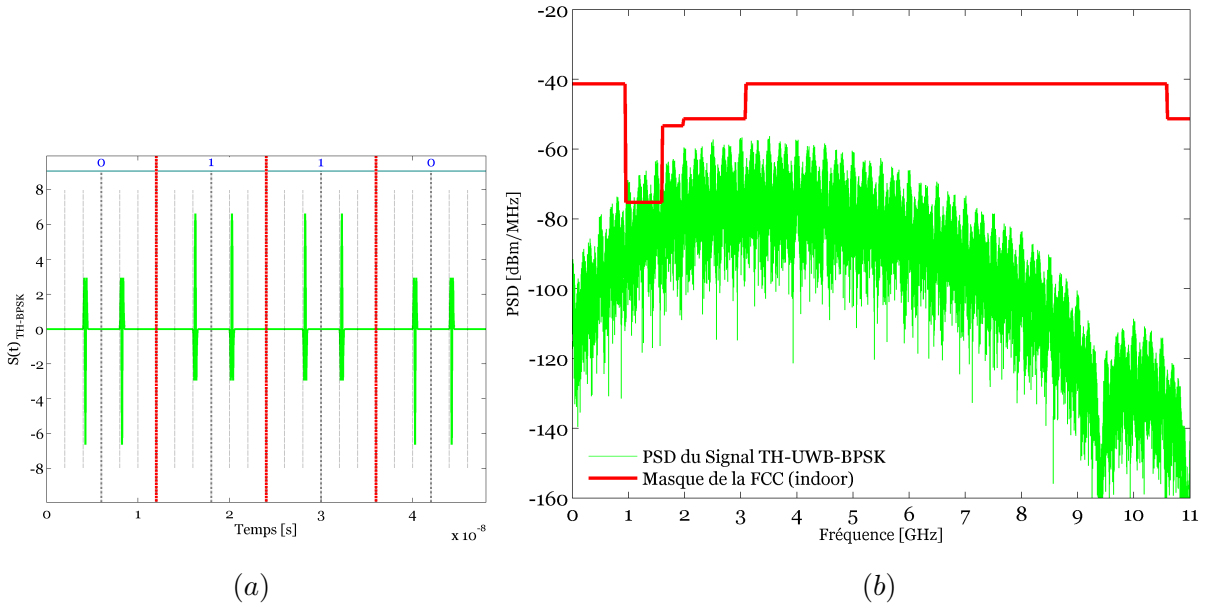 0 1 1 0
8
6
4
2
0
-2
-4
-6
-8
S(t)TH-BPSK
0 1 2 3 4
Temps [s]
x 10-8
(a)
-20
-40
-60
-80
-100
-120
-140
-160
PSD [dBm/MHz]
PSD du Signal TH-UWB-BPSK
Masque de la FCC (indoor)
0 1 2 3 4 5 6 7 8 9 10 11
Fréquence [GHz]
(b)